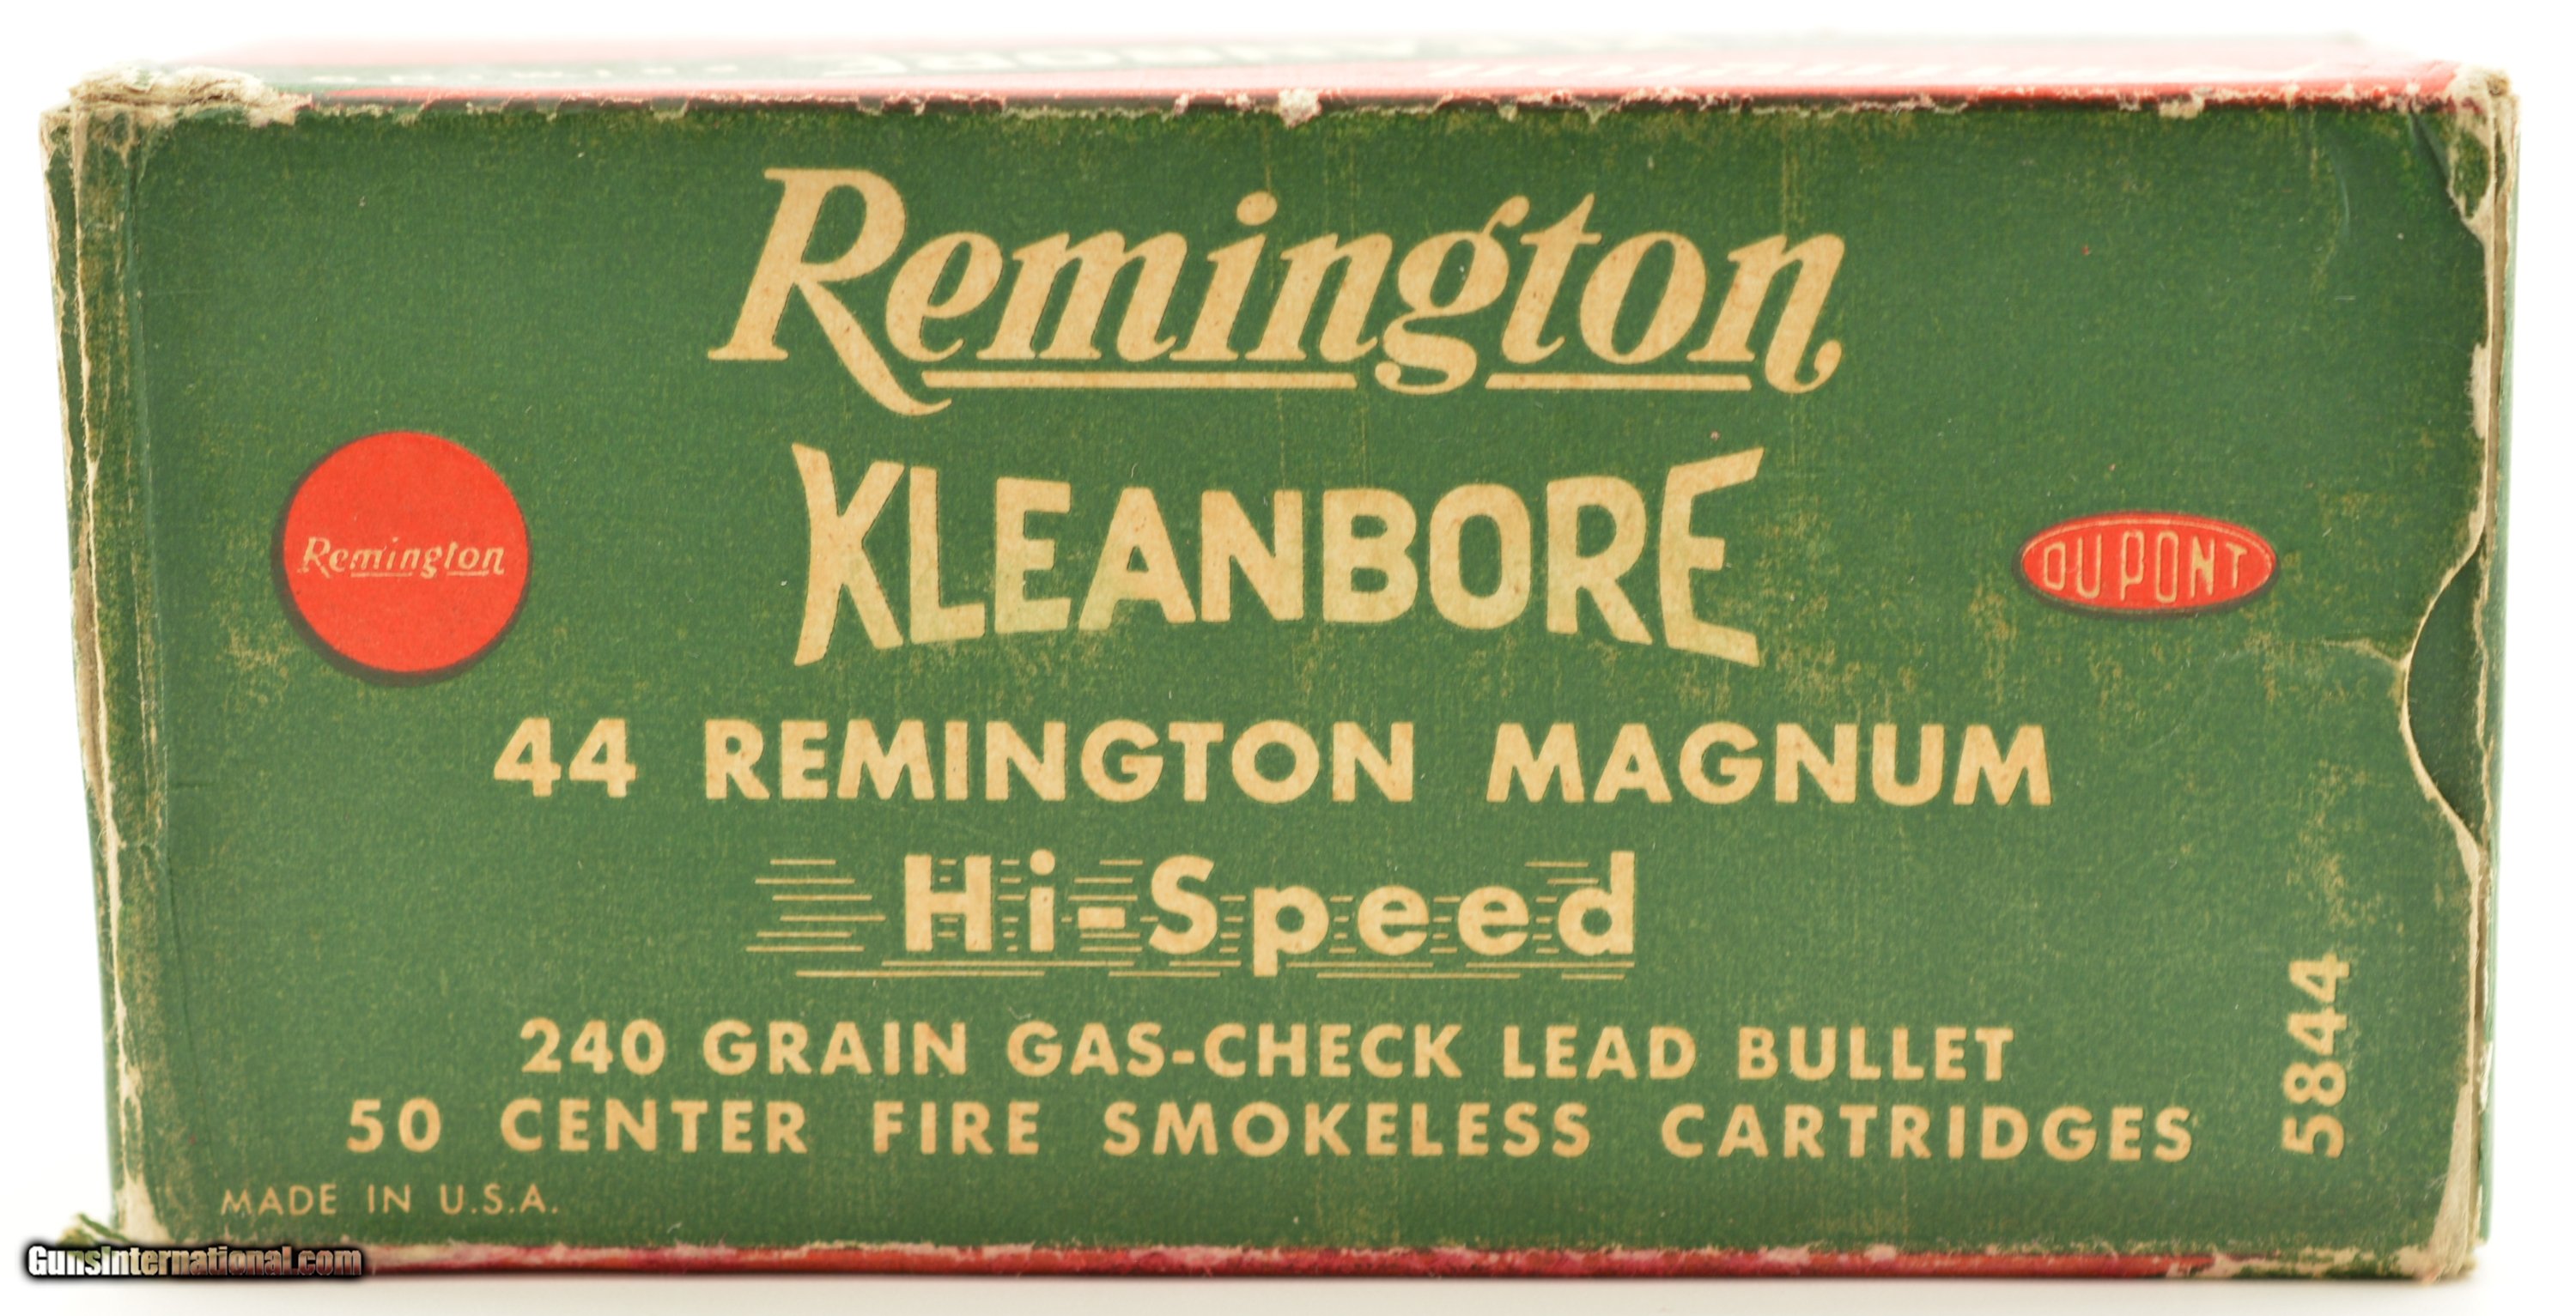 Remington
KLEANBORE
Remington
DU PONT
44 REMINGTON MAGNUM
Hi-Speed
240 GRAIN GAS-CHECK LEAD BULLET
50 CENTER FIRE SMOKELESS CARTRIDGES
5844
MADE IN U.S.A.
GunsInternational.com